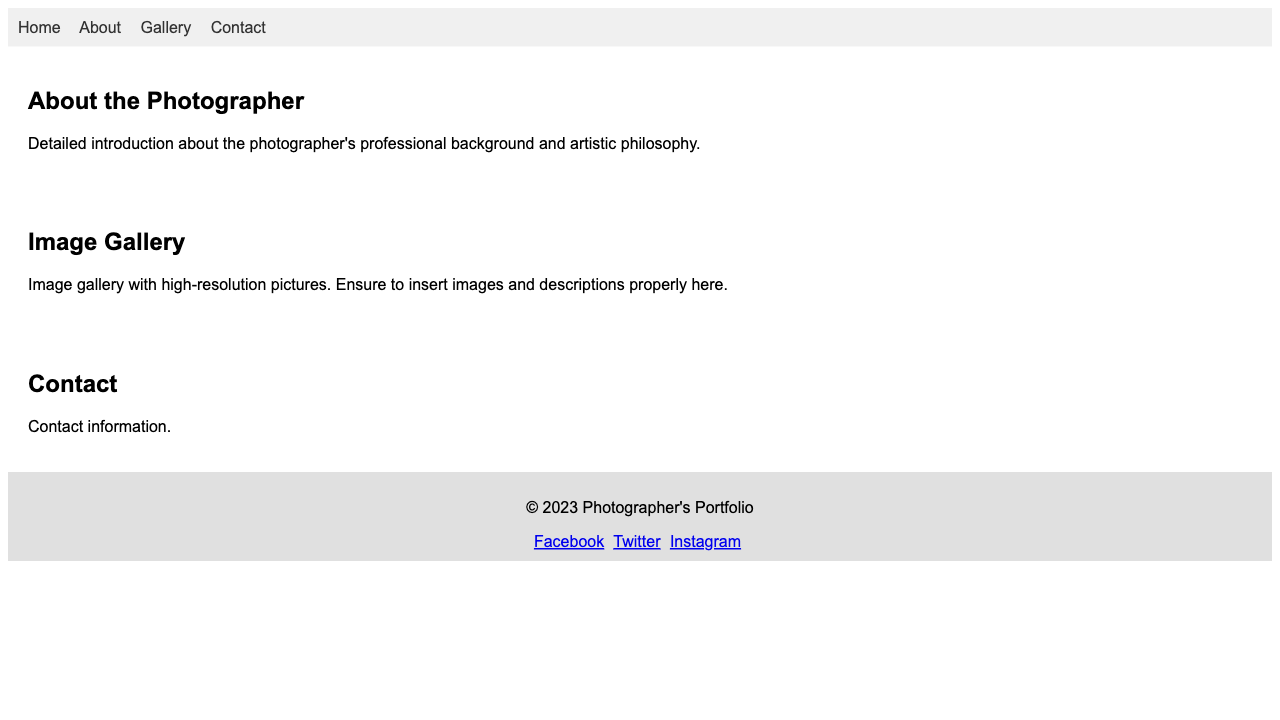 Home About Gallery Contact
About the Photographer
Detailed introduction about the photographer's professional background and artistic philosophy.
Image Gallery
Image gallery with high-resolution pictures. Ensure to insert images and descriptions properly here.
Contact
Contact information.
© 2023 Photographer's Portfolio
Facebook Twitter Instagram